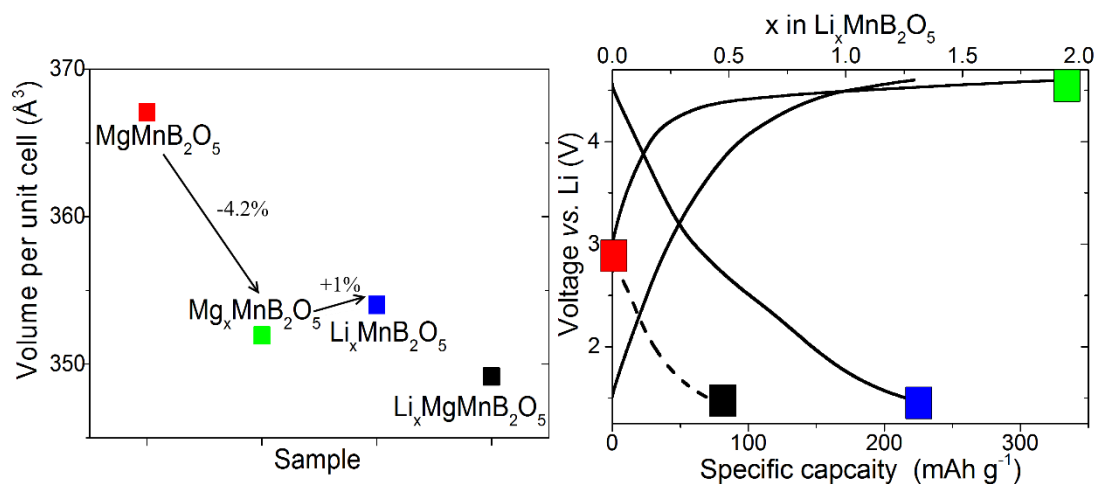 Volume per unit cell (Å³)
370
360
350
MgMnB₂O₅
-4.2%
MgₓMnB₂O₅
+1%
LiₓMnB₂O₅
LiₓMgMnB₂O₅
Sample
x in LiₓMnB₂O₅
0.0 0.5 1.0 1.5 2.0
Voltage vs. Li (V)
4
3
2
0 100 200 300
Specific capcaity (mAh g⁻¹)